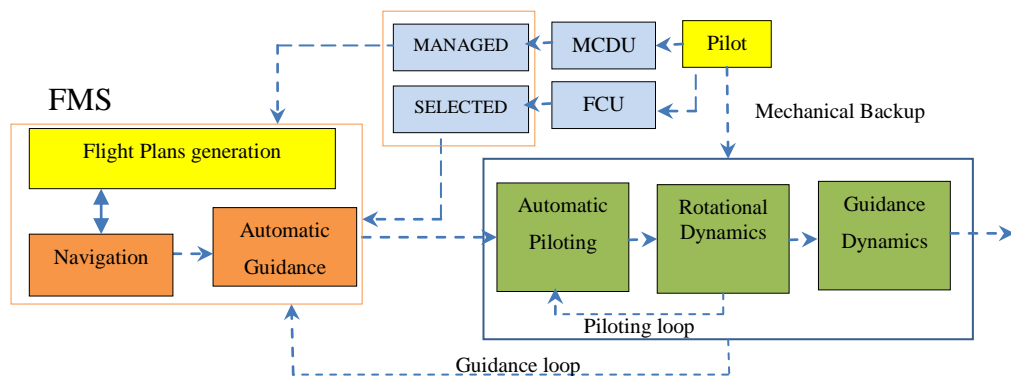 MANAGED
MCDU
Pilot
FMS
SELECTED
FCU
Mechanical Backup
Flight Plans generation
Automatic
Piloting
Rotational
Dynamics
Guidance
Dynamics
Navigation
Automatic
Guidance
Piloting loop
Guidance loop